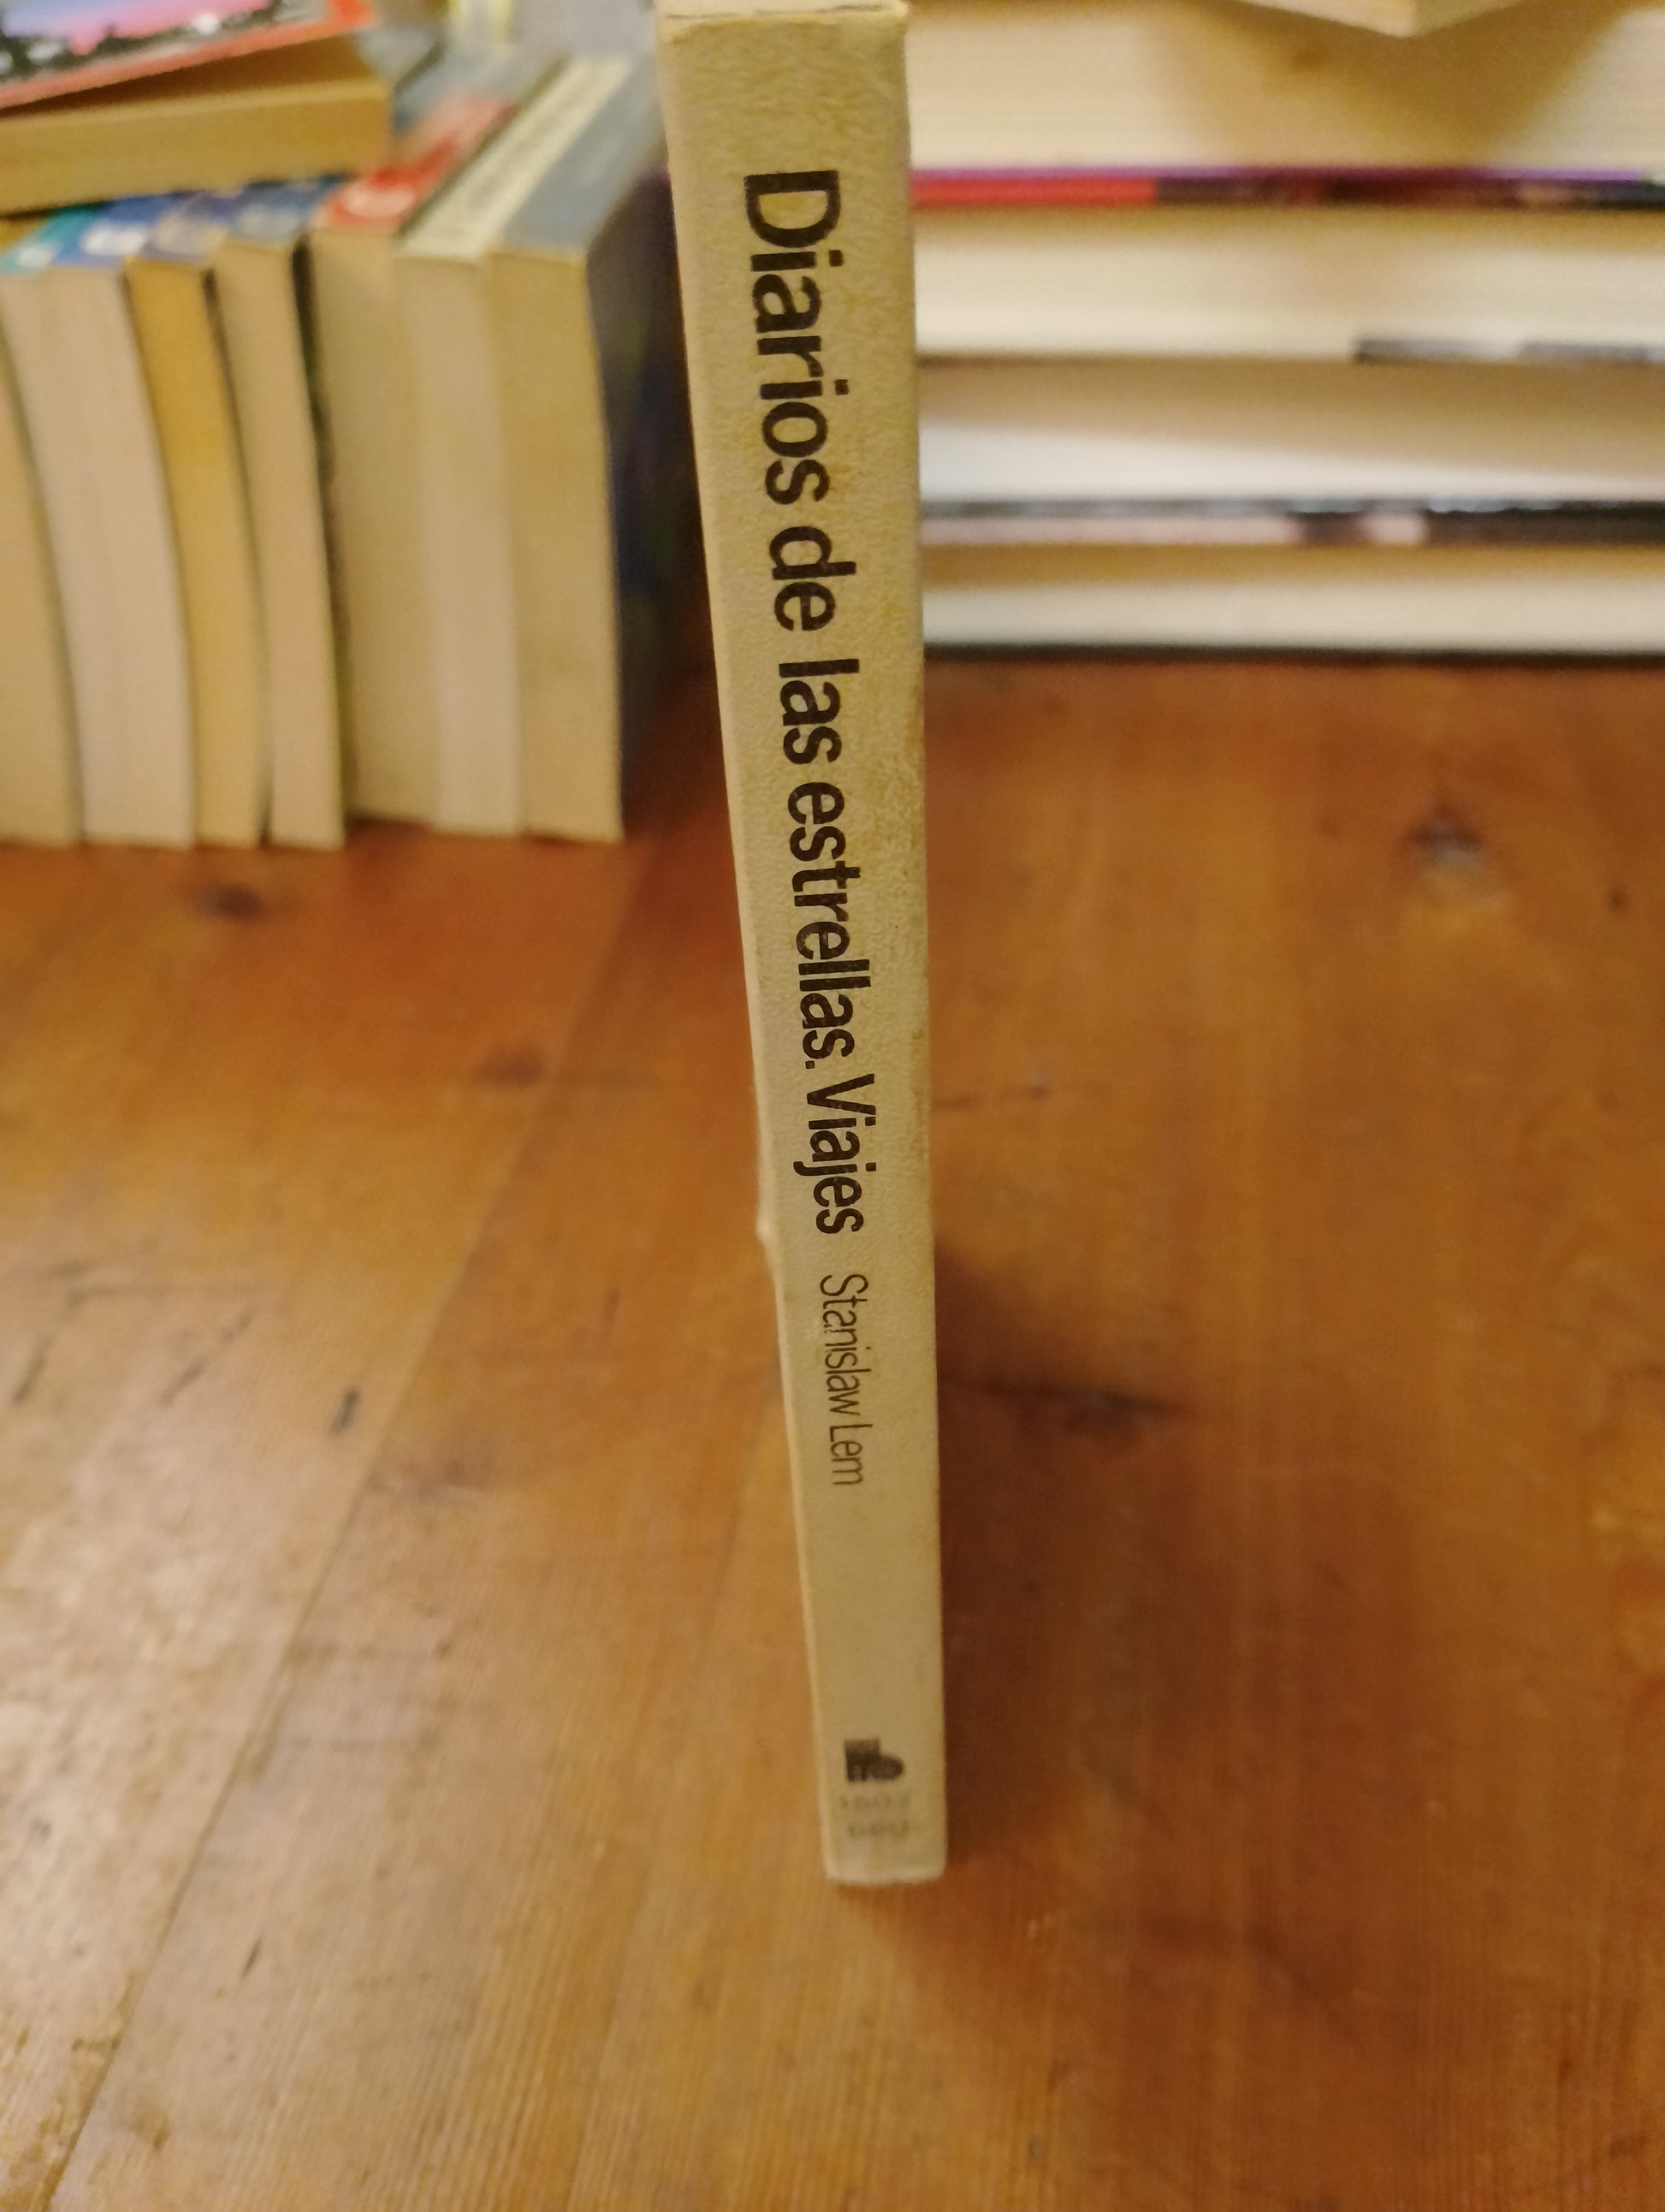 Diarios de las estrellas. Viajes Stanislaw Lem